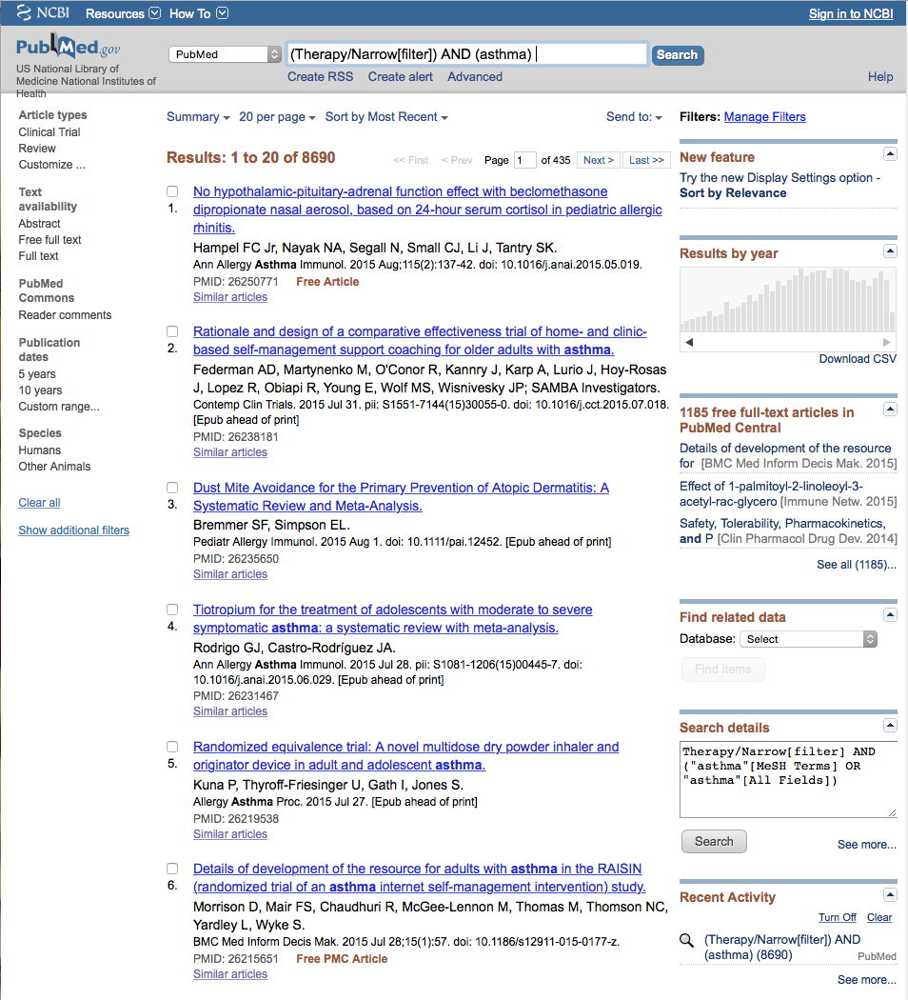 NCBI Resources How To Sign in to NCBI
PubMed.gov
US National Library of
Medicine National Institutes of
Health
PubMed
(Therapy/Narrow[filter]) AND (asthma)
Search
Create RSS Create alert Advanced
Help
Article types
Clinical Trial
Review
Customize ...
Text
availability
Abstract
Free full text
Full text
PubMed
Commons
Reader comments
Publication
dates
5 years
10 years
Custom range...
Species
Humans
Other Animals
Clear all
Show additional filters
Summary 20 per page Sort by Most Recent Send to:
Results: 1 to 20 of 8690
<< First < Prev Page 1 of 435 Next > Last >>
1.
No hypothalamic-pituitary-adrenal function effect with beclomethasone
dipropionate nasal aerosol, based on 24-hour serum cortisol in pediatric allergic
rhinitis.
Hampel FC Jr, Nayak NA, Segall N, Small CJ, Li J, Tantry SK.
Ann Allergy Asthma Immunol. 2015 Aug;115(2):137-42. doi: 10.1016/j.anai.2015.05.019.
PMID: 26250771 Free Article
Similar articles
2.
Rationale and design of a comparative effectiveness trial of home- and clinic-
based self-management support coaching for older adults with asthma.
Federman AD, Martynenko M, O'Conor R, Kannry J, Karp A, Lurio J, Hoy-Rosas
J, Lopez R, Obiapi R, Young E, Wolf MS, Wisnivesky JP; SAMBA Investigators.
Contemp Clin Trials. 2015 Jul 31. pii: S1551-7144(15)30055-0. doi: 10.1016/j.cct.2015.07.018.
[Epub ahead of print]
PMID: 26238181
Similar articles
3.
Dust Mite Avoidance for the Primary Prevention of Atopic Dermatitis: A
Systematic Review and Meta-Analysis.
Bremmer SF, Simpson EL.
Pediatr Allergy Immunol. 2015 Aug 1. doi: 10.1111/pai.12452. [Epub ahead of print]
PMID: 26235650
Similar articles
4.
Tiotropium for the treatment of adolescents with moderate to severe
symptomatic asthma: a systematic review with meta-analysis.
Rodrigo GJ, Castro-Rodríguez JA.
Ann Allergy Asthma Immunol. 2015 Jul 28. pii: S1081-1206(15)00445-7. doi:
10.1016/j.anai.2015.06.029. [Epub ahead of print]
PMID: 26231467
Similar articles
5.
Randomized equivalence trial: A novel multidose dry powder inhaler and
originator device in adult and adolescent asthma.
Kuna P, Thyroff-Friesinger U, Gath I, Jones S.
Allergy Asthma Proc. 2015 Jul 27. [Epub ahead of print]
PMID: 26219538
Similar articles
6.
Details of development of the resource for adults with asthma in the RAISIN
(randomized trial of an asthma internet self-management intervention) study.
Morrison D, Mair FS, Chaudhuri R, McGee-Lennon M, Thomas M, Thomson NC,
Yardley L, Wyke S.
BMC Med Inform Decis Mak. 2015 Jul 28;15(1):57. doi: 10.1186/s12911-015-0177-z.
PMID: 26215651 Free PMC Article
Similar articles
Filters: Manage Filters
New feature
Try the new Display Settings option -
Sort by Relevance
Results by year
Download CSV
1185 free full-text articles in
PubMed Central
Details of development of the resource
for [BMC Med Inform Decis Mak. 2015]
Effect of 1-palmitoyl-2-linoleoyl-3-
acetyl-rac-glycero [Immune Netw. 2015]
Safety, Tolerability, Pharmacokinetics,
and P [Clin Pharmacol Drug Dev. 2014]
See all (1185)...
Find related data
Database: Select
Find items
Search details
Therapy/Narrow[filter] AND
("asthma"[MeSH Terms] OR
"asthma"[All Fields])
Search
See more...
Recent Activity
Turn Off Clear
(Therapy/Narrow[filter]) AND
(asthma) (8690)
PubMed
See more...